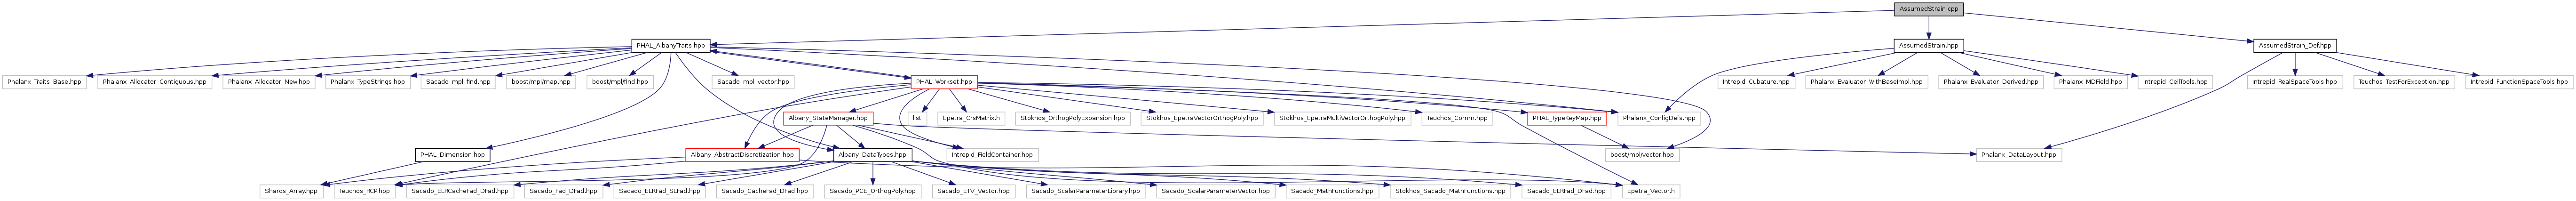 AssumedStrain.cpp
PHAL_AlbanyTraits.hpp
AssumedStrain.hpp
AssumedStrain_Def.hpp
Phalanx_Traits_Base.hpp
Phalanx_Allocator_Contiguous.hpp
Phalanx_Allocator_New.hpp
Phalanx_TypeStrings.hpp
Sacado_mpl_find.hpp
boost/mpl/map.hpp
boost/mpl/find.hpp
Sacado_mpl_vector.hpp
PHAL_Workset.hpp
Intrepid_Cubature.hpp
Phalanx_Evaluator_WithBaseImpl.hpp
Phalanx_Evaluator_Derived.hpp
Phalanx_MDField.hpp
Intrepid_CellTools.hpp
Intrepid_RealSpaceTools.hpp
Teuchos_TestForException.hpp
Intrepid_FunctionSpaceTools.hpp
Albany_StateManager.hpp
list
Epetra_CrsMatrix.h
Stokhos_OrthogPolyExpansion.hpp
Stokhos_EpetraVectorOrthogPoly.hpp
Stokhos_EpetraMultiVectorOrthogPoly.hpp
Teuchos_Comm.hpp
PHAL_TypeKeyMap.hpp
Phalanx_ConfigDefs.hpp
PHAL_Dimension.hpp
Albany_AbstractDiscretization.hpp
Albany_DataTypes.hpp
Intrepid_FieldContainer.hpp
boost/mpl/vector.hpp
Phalanx_DataLayout.hpp
Shards_Array.hpp
Teuchos_RCP.hpp
Sacado_ELRCacheFad_DFad.hpp
Sacado_Fad_DFad.hpp
Sacado_ELRFad_SLFad.hpp
Sacado_CacheFad_DFad.hpp
Sacado_PCE_OrthogPoly.hpp
Sacado_ETV_Vector.hpp
Sacado_ScalarParameterLibrary.hpp
Sacado_ScalarParameterVector.hpp
Sacado_MathFunctions.hpp
Stokhos_Sacado_MathFunctions.hpp
Sacado_ELRFad_DFad.hpp
Epetra_Vector.h